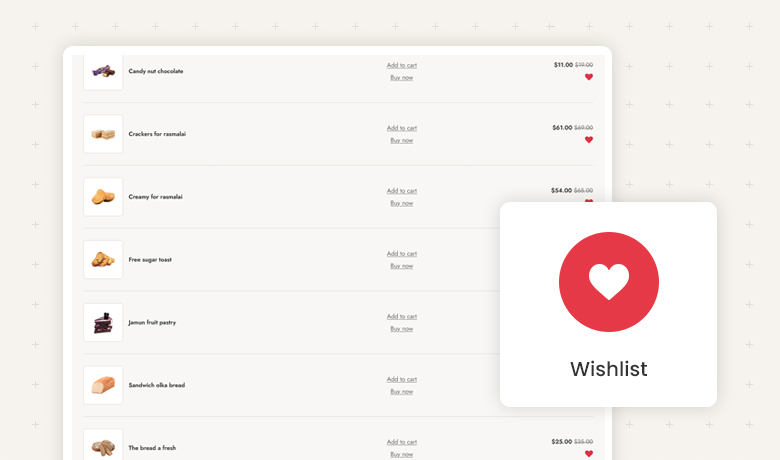 Candy nut chocolate
Add to cart
Buy now
$11.00 $19.00
Crackers for rasmalai
Add to cart
Buy now
$61.00 $69.00
Creamy for rasmalai
Add to cart
Buy now
$54.00 $65.00
Free sugar toast
Add to cart
Buy now
Jamun fruit pastry
Add to cart
Buy now
Sandwich olka bread
Add to cart
Buy now
The bread a fresh
Add to cart
Buy now
$25.00 $35.00
Wishlist